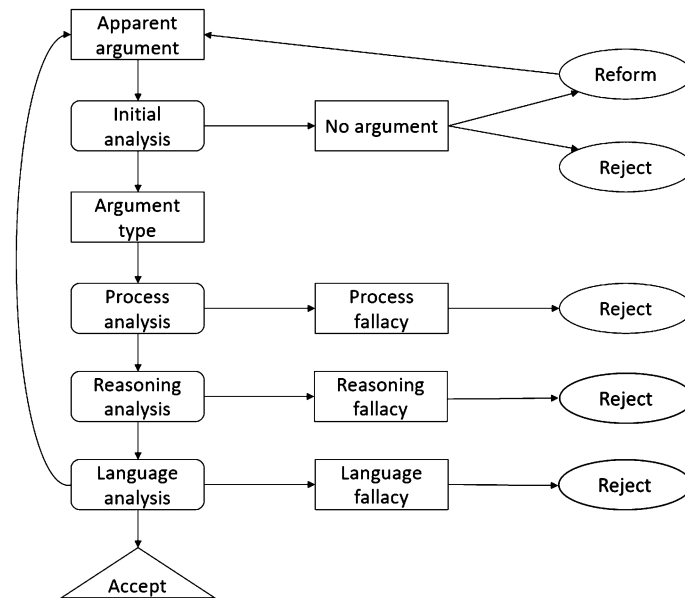 Apparent
argument
Reform
Initial
analysis
No argument
Reject
Argument
type
Process
analysis
Process
fallacy
Reject
Reasoning
analysis
Reasoning
fallacy
Reject
Language
analysis
Language
fallacy
Reject
Accept